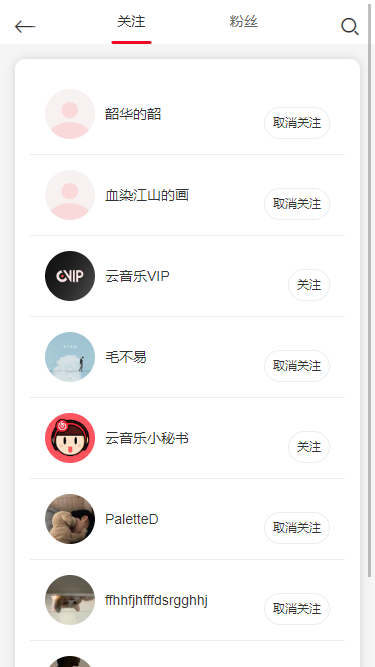 关注 粉丝
韶华的韶 取消关注
血染江山的画 取消关注
CVIP 云音乐VIP 关注
毛不易 取消关注
云音乐小秘书 关注
PaletteD 取消关注
ffhhfjhfffdsrgghhj 取消关注